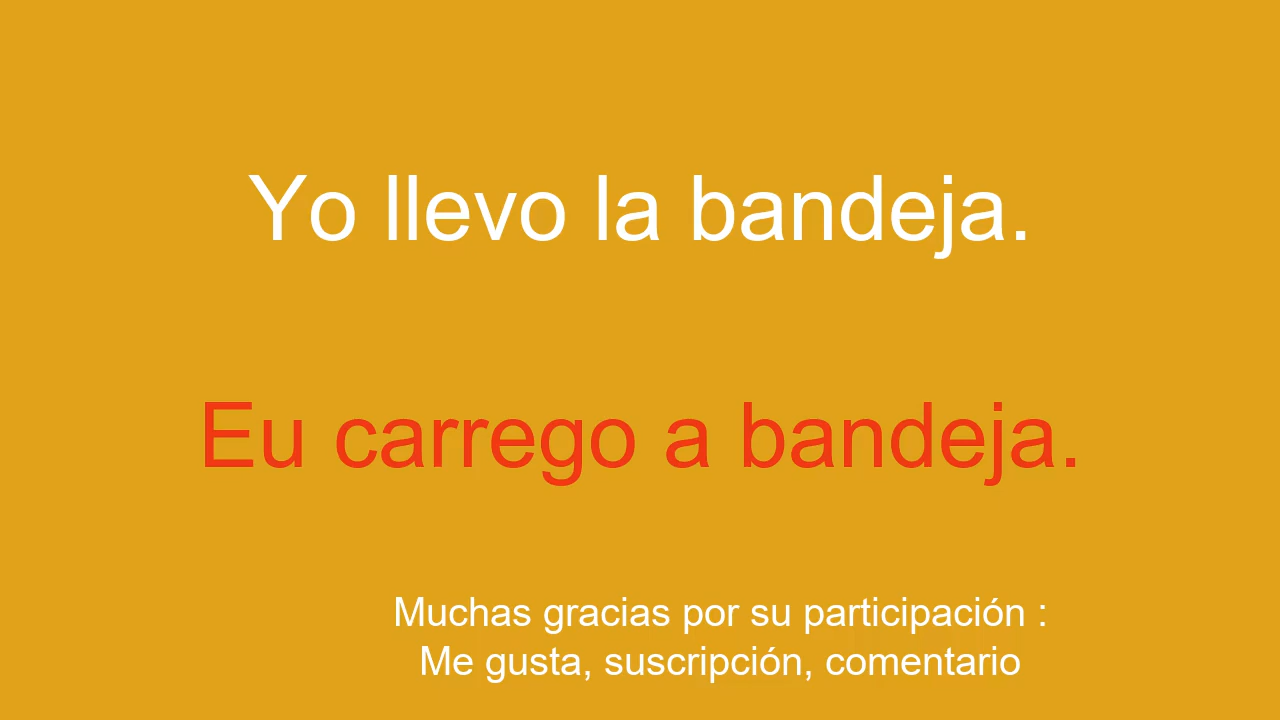 Yo llevo la bandeja.
Eu carrego a bandeja.
Muchas gracias por su participación :
Me gusta, suscripción, comentario